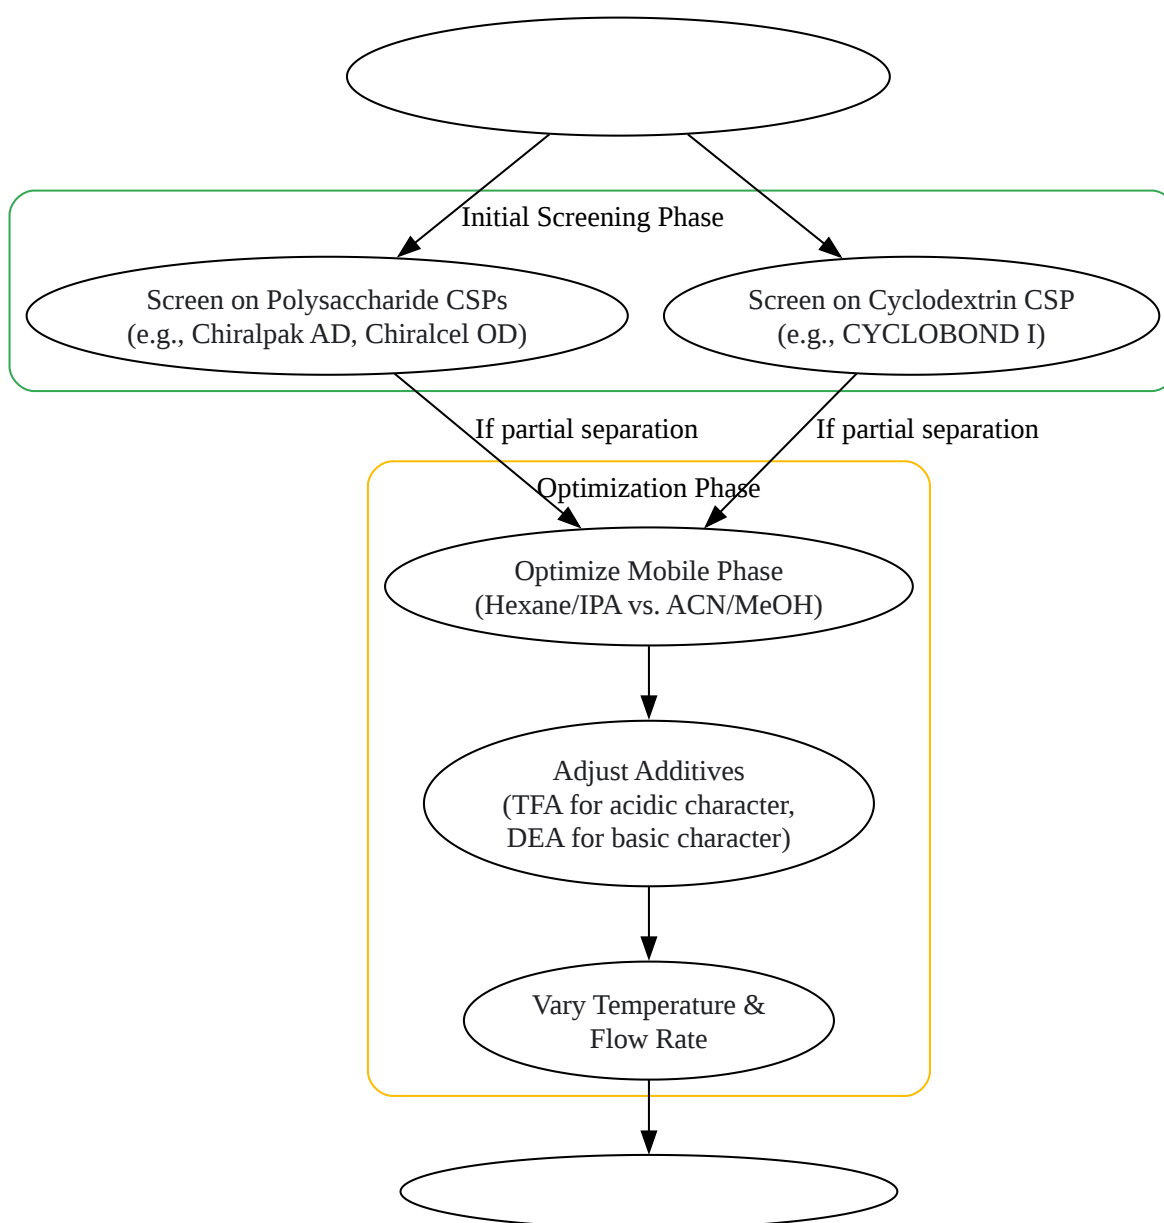 Initial Screening Phase
Screen on Polysaccharide CSPs
(e.g., Chiralpak AD, Chiralcel OD)
Screen on Cyclodextrin CSP
(e.g., CYCLOBOND I)
If partial separation
If partial separation
Optimization Phase
Optimize Mobile Phase
(Hexane/IPA vs. ACN/MeOH)
Adjust Additives
(TFA for acidic character,
DEA for basic character)
Vary Temperature &
Flow Rate